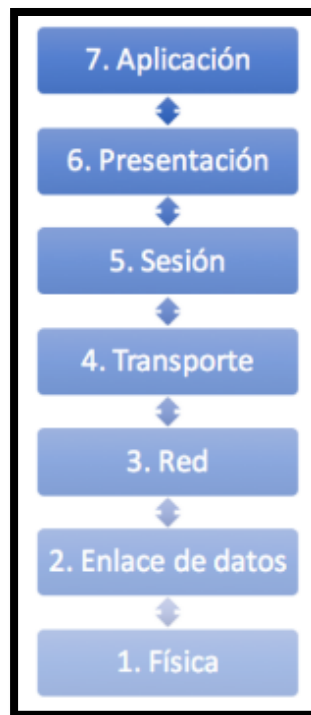 7. Aplicación
6. Presentación
5. Sesión
4. Transporte
3. Red
2. Enlace de datos
1. Física